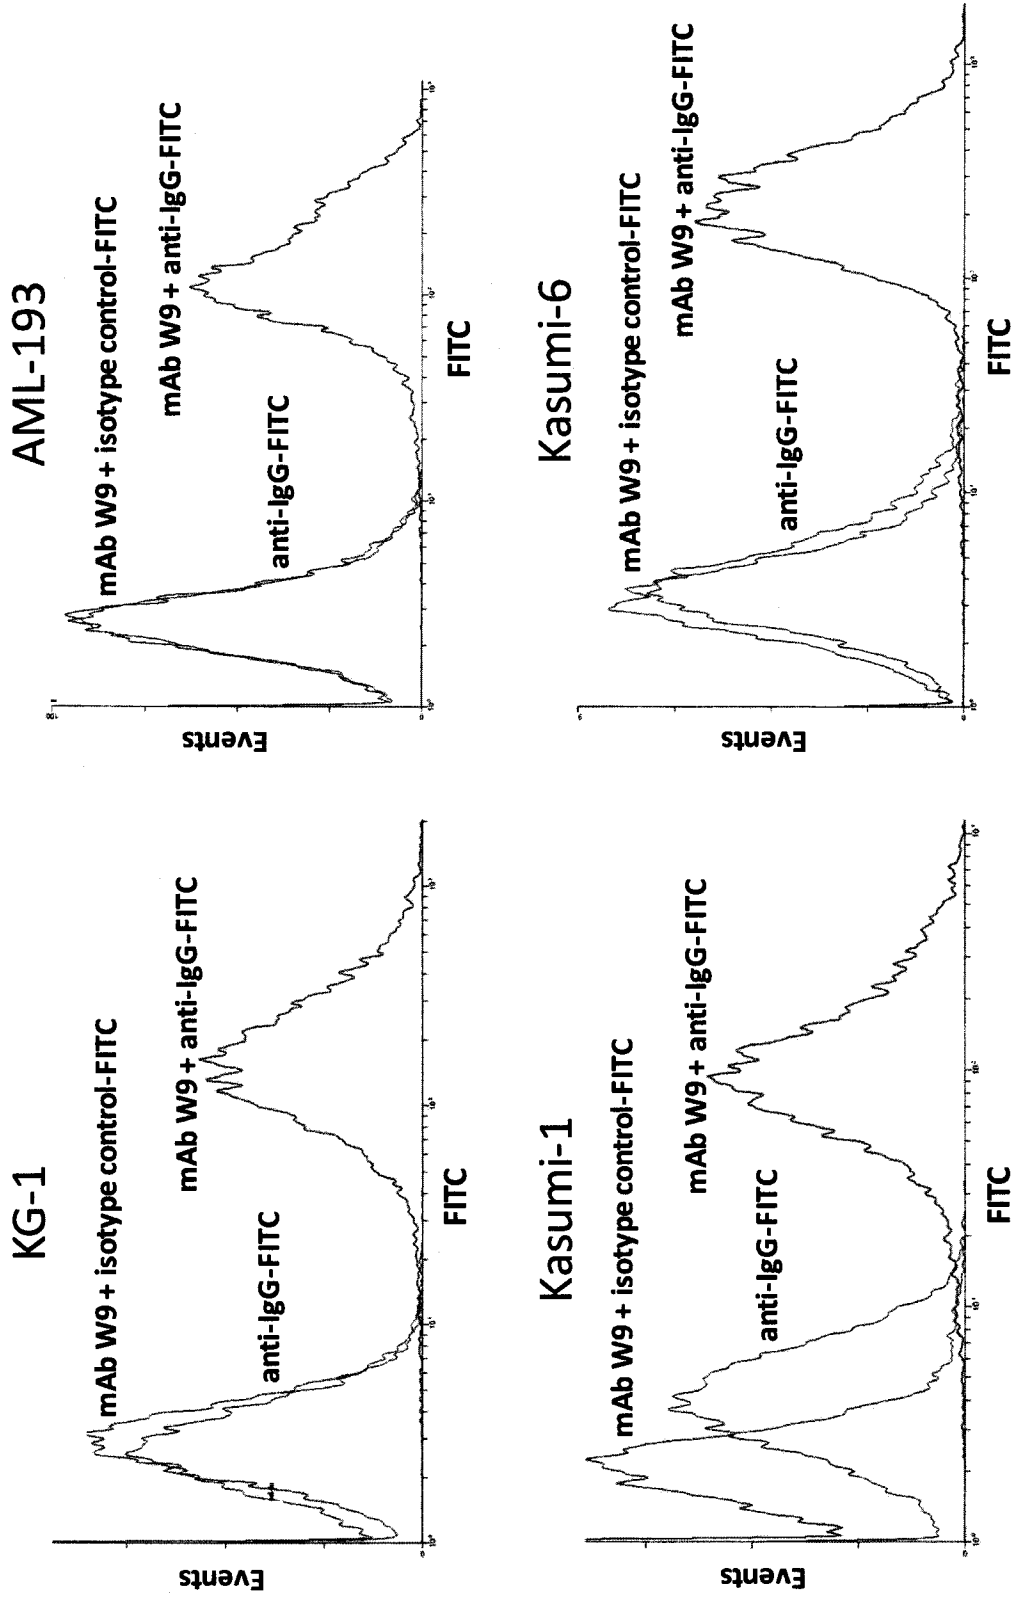 KG-1
mAb W9 + isotype control-FITC
mAb W9 + anti-IgG-FITC
anti-IgG-FITC
Events
FITC
AML-193
mAb W9 + isotype control-FITC
mAb W9 + anti-IgG-FITC
anti-IgG-FITC
Events
FITC
Kasumi-1
mAb W9 + isotype control-FITC
mAb W9 + anti-IgG-FITC
anti-IgG-FITC
Events
FITC
Kasumi-6
mAb W9 + isotype control-FITC
mAb W9 + anti-IgG-FITC
anti-IgG-FITC
Events
FITC